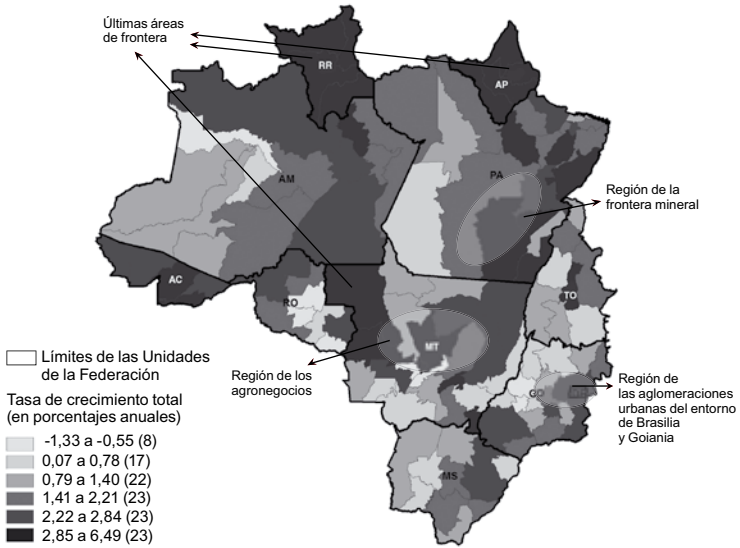 Últimas áreas
de frontera
RR
AP
AM
PA
Región de la
frontera mineral
AC
RO
TO
MT
Región de los
agronegocios
GO
Región de
las aglomeraciones
urbanas del entorno
de Brasilia
y Goiania
MS
Límites de las Unidades
de la Federación
Tasa de crecimiento total
(en porcentajes anuales)
-1,33 a -0,55 (8)
0,07 a 0,78 (17)
0,79 a 1,40 (22)
1,41 a 2,21 (23)
2,22 a 2,84 (23)
2,85 a 6,49 (23)